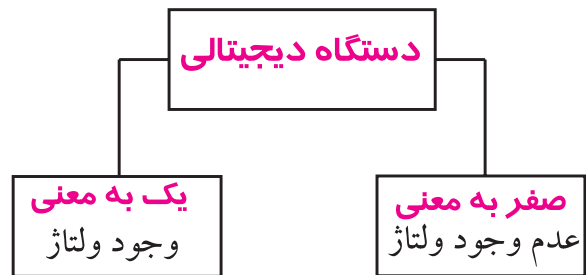 دستگاه دیجیتالی
صفر به معنی
عدم وجود ولتاژ
یک به معنی
وجود ولتاژ